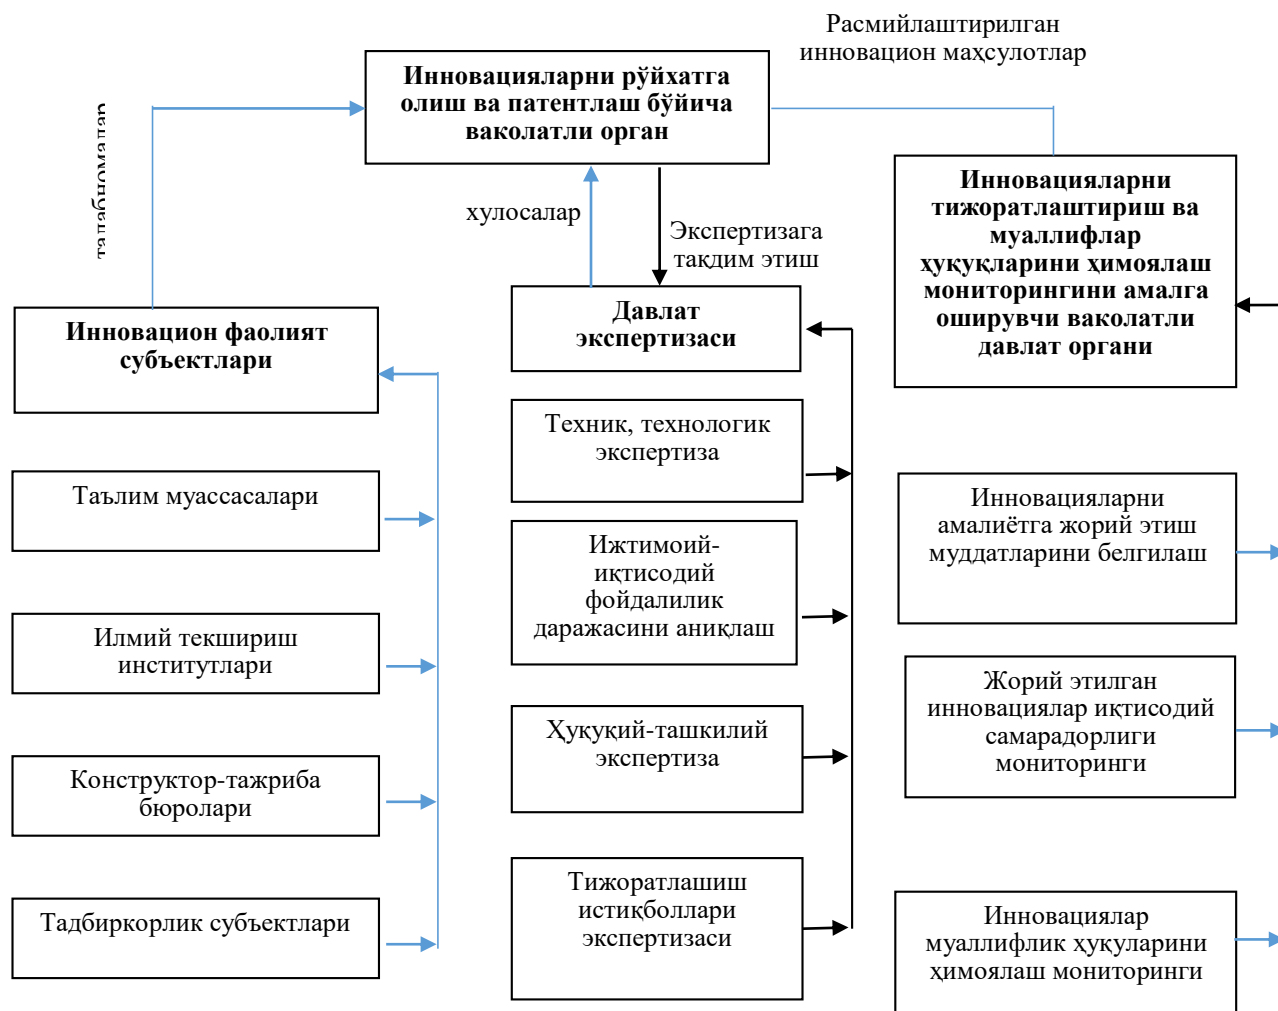 Расмийлаштирилган
инновацион маҳсулотлар
Инновацияларни рўйхатга
олиш ва патентлаш бўйича
ваколатли орган
талабномалар
хулосалар
Экспертизага
тақдим этиш
Инновацияларни
тижоратлаштириш ва
муаллифлар
ҳуқуқларини ҳимоялаш
мониторингини амалга
оширувчи ваколатли
давлат органи
Инновацион фаолият
субъектлари
Давлат
экспертизаси
Таълим муассасалари
Илмий текшириш
институтлари
Конструктор-тажриба
бюролари
Тадбиркорлик субъектлари
Техник, технологик
экспертиза
Ижтимоий-
иқтисодий
фойдалилик
даражасини аниқлаш
Ҳуқуқий-ташкилий
экспертиза
Тижоратлашиш
истиқболлари
экспертизаси
Инновацияларни
амалиётга жорий этиш
муддатларини белгилаш
Жорий этилган
инновациялар иқтисодий
самарадорлиги
мониторинги
Инновациялар
муаллифлик ҳуқуларини
ҳимоялаш мониторинги